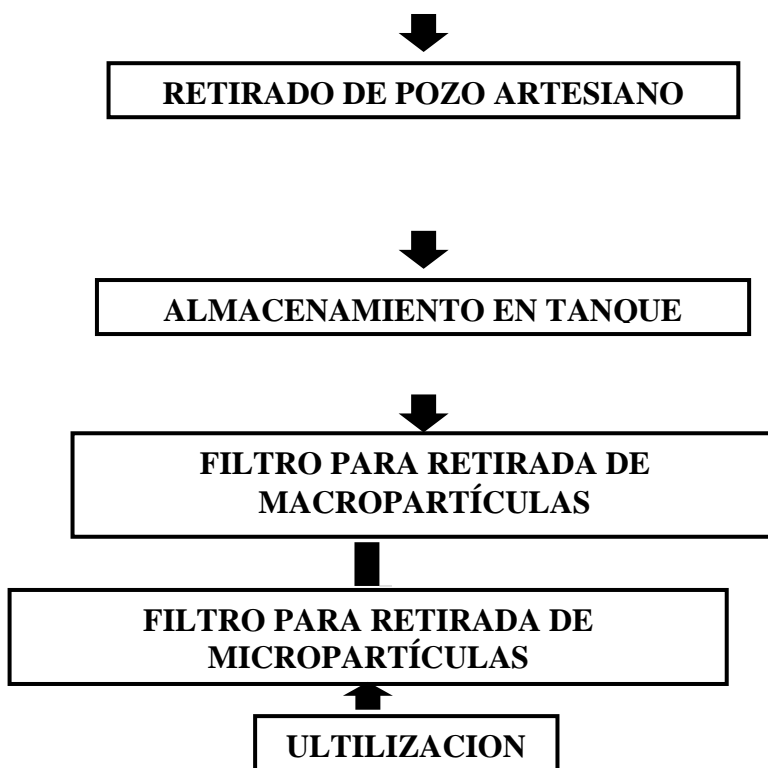 RETIRADO DE POZO ARTESIANO
ALMACENAMIENTO EN TANQUE
FILTRO PARA RETIRADA DE
MACROPARTÍCULAS
FILTRO PARA RETIRADA DE
MICROPARTÍCULAS
ULTILIZACION